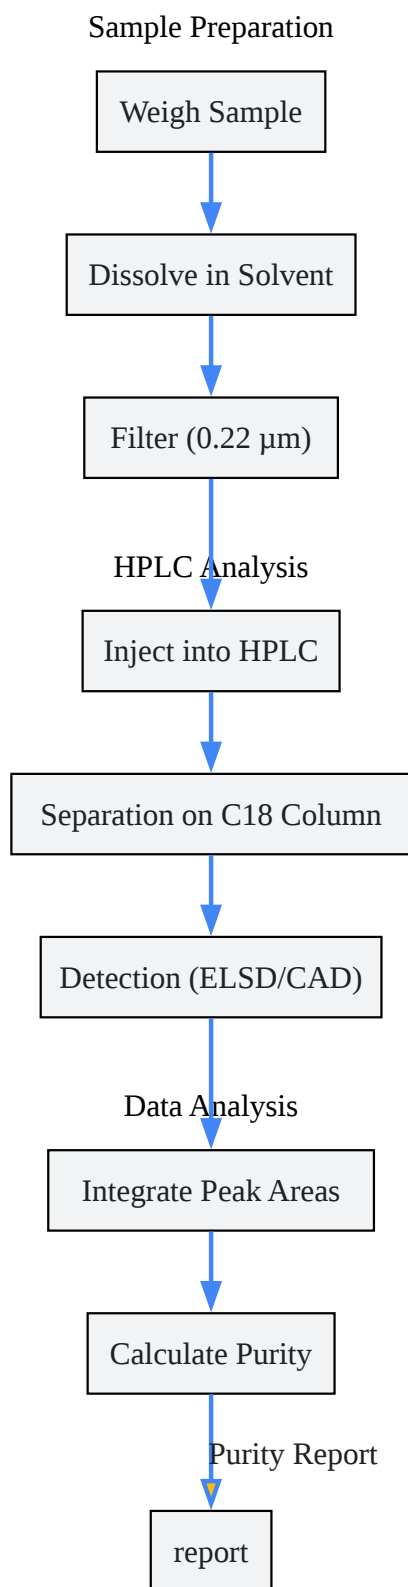 Sample Preparation
Weigh Sample
Dissolve in Solvent
Filter (0.22 µm)
HPLC Analysis
Inject into HPLC
Separation on C18 Column
Detection (ELSD/CAD)
Data Analysis
Integrate Peak Areas
Calculate Purity
Purity Report
report